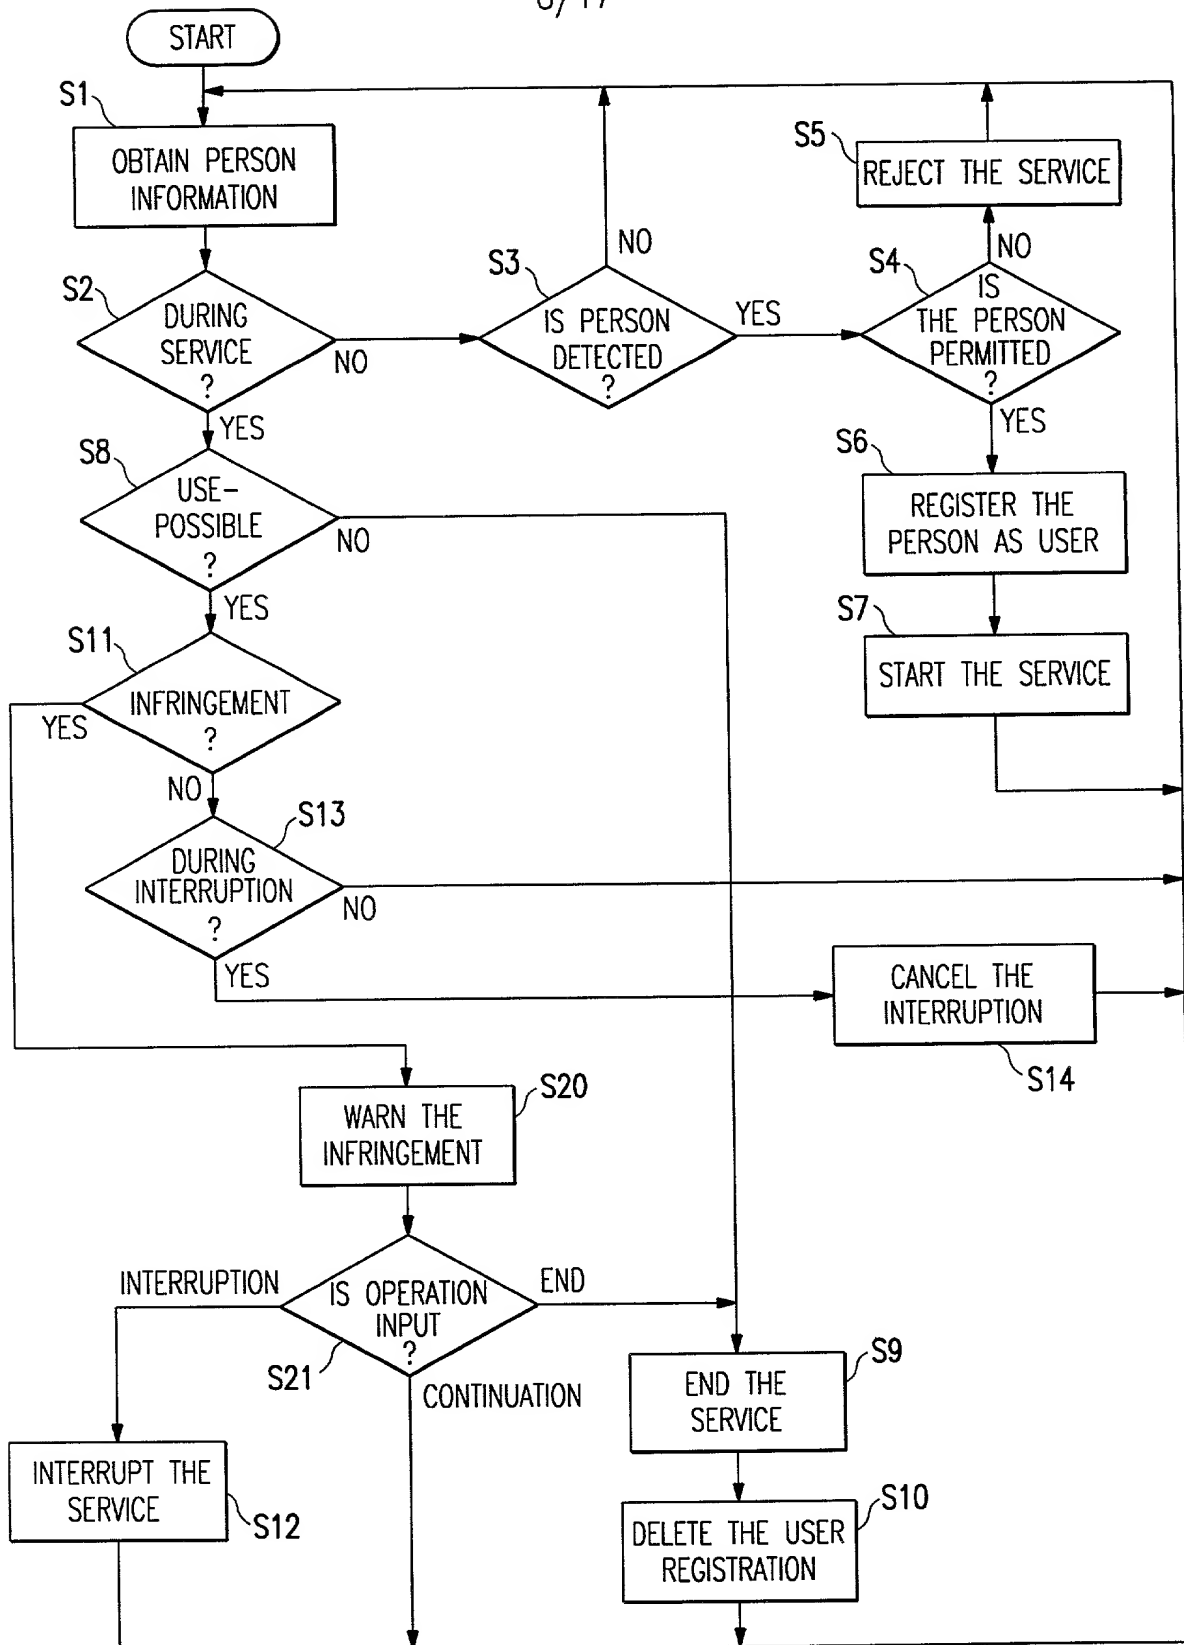 START
S1
OBTAIN PERSON
INFORMATION
S2
DURING
SERVICE
?
NO
YES
S3
IS PERSON
DETECTED
?
NO
YES
S4
IS
THE PERSON
PERMITTED
?
NO
YES
S5
REJECT THE SERVICE
S6
REGISTER THE
PERSON AS USER
S7
START THE SERVICE
S8
USE-
POSSIBLE
?
NO
YES
S11
INFRINGEMENT
?
YES
NO
S13
DURING
INTERRUPTION
?
NO
YES
CANCEL THE
INTERRUPTION
S14
S20
WARN THE
INFRINGEMENT
INTERRUPTION
IS OPERATION
INPUT
?
END
S21
CONTINUATION
S9
END THE
SERVICE
INTERRUPT THE
SERVICE
S12
S10
DELETE THE USER
REGISTRATION